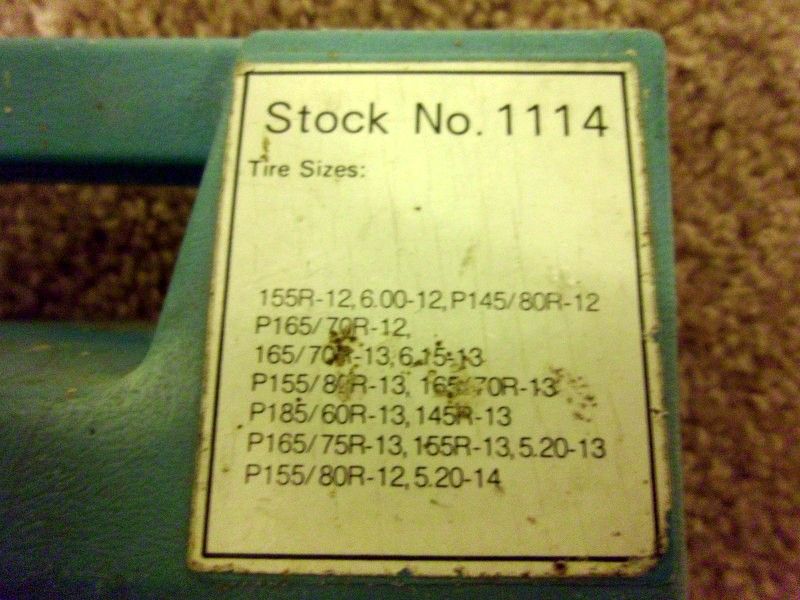 Stock No. 1114
Tire Sizes:
155R-12, 6.00-12, P145/80R-12
P165/70R-12,
165/70R-13, 6.15-13
P155/80R-13, 165/70R-13
P185/60R-13, 145R-13
P165/75R-13, 155R-13, 5.20-13
P155/80R-12, 5.20-14